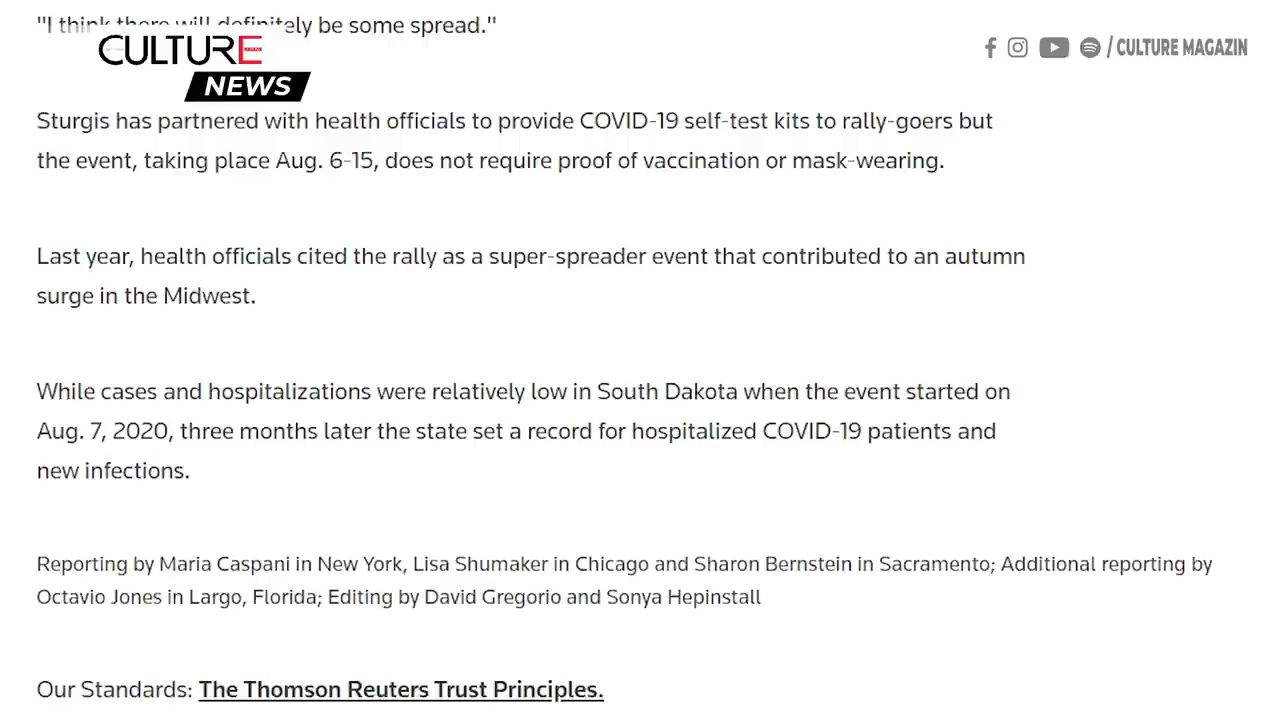 "I think there will definitely be some spread."
CULTURE
NEWS
/ CULTURE MAGAZIN
Sturgis has partnered with health officials to provide COVID-19 self-test kits to rally-goers but
the event, taking place Aug. 6-15, does not require proof of vaccination or mask-wearing.
Last year, health officials cited the rally as a super-spreader event that contributed to an autumn
surge in the Midwest.
While cases and hospitalizations were relatively low in South Dakota when the event started on
Aug. 7, 2020, three months later the state set a record for hospitalized COVID-19 patients and
new infections.
Reporting by Maria Caspani in New York, Lisa Shumaker in Chicago and Sharon Bernstein in Sacramento; Additional reporting by
Octavio Jones in Largo, Florida; Editing by David Gregorio and Sonya Hepinstall
Our Standards: The Thomson Reuters Trust Principles.